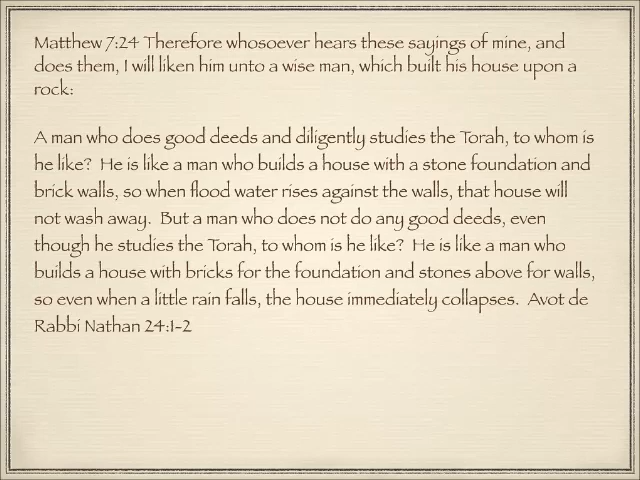 Matthew 7:24 Therefore whosoever hears these sayings of mine, and
does them, I will liken him unto a wise man, which built his house upon a
rock:
A man who does good deeds and diligently studies the Torah, to whom is
he like?  He is like a man who builds a house with a stone foundation and
brick walls, so when flood water rises against the walls, that house will
not wash away.  But a man who does not do any good deeds, even
though he studies the Torah, to whom is he like?  He is like a man who
builds a house with bricks for the foundation and stones above for walls,
so even when a little rain falls, the house immediately collapses.  Avot de
Rabbi Nathan 24:1-2